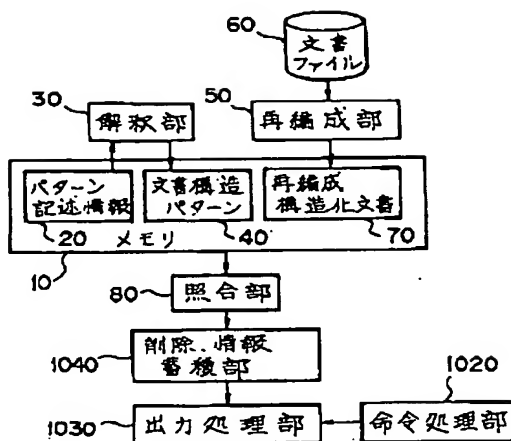 60
文書
ファイル
30
解釈部
50
再編成部
パターン
記述情報
文書構造
パターン
再編成
構造化文書
20
メモリ
40
70
10
80
照合部
1040
削除、情報
蓄積部
1020
1030
出力処理部
命令処理部